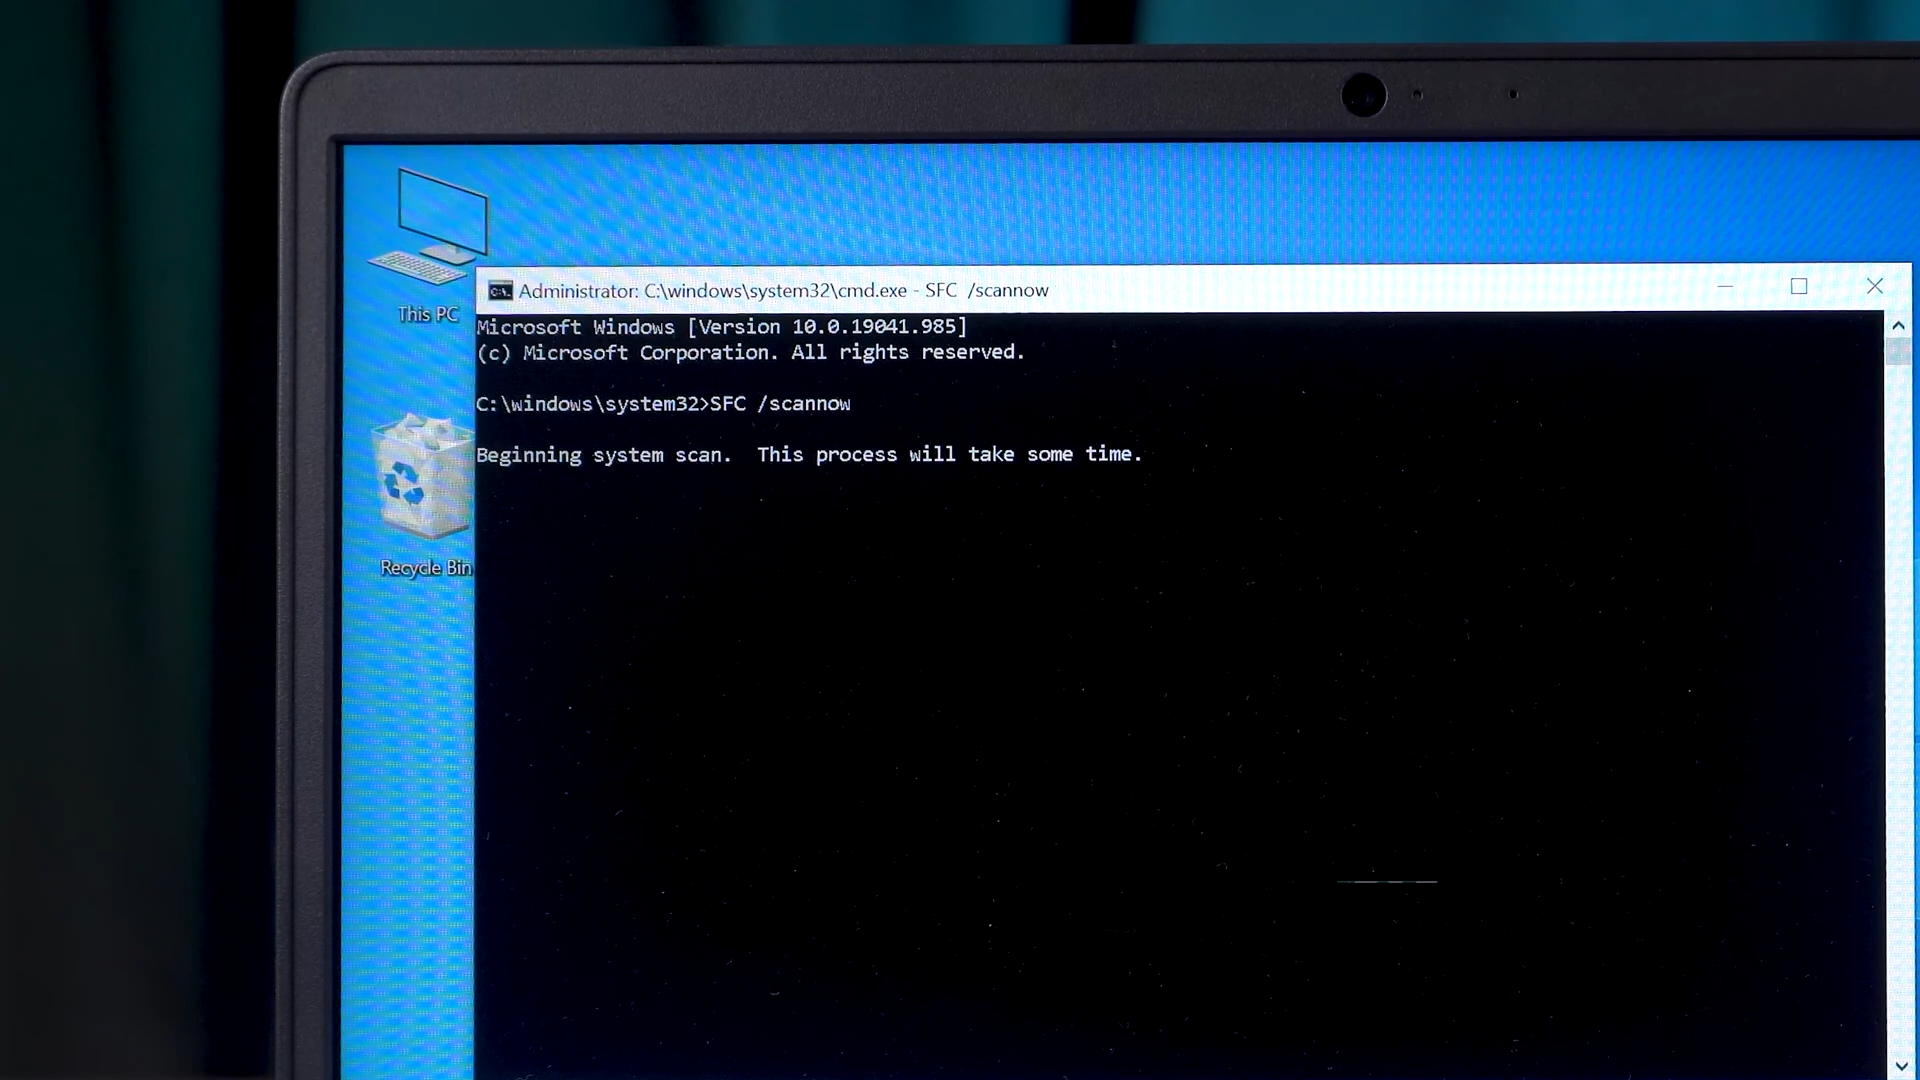 This PC
Recycle Bin
Administrator: C:\windows\system32\cmd.exe - SFC  /scannow
Microsoft Windows [Version 10.0.19041.985]
(c) Microsoft Corporation. All rights reserved.
C:\windows\system32>SFC /scannow
Beginning system scan.  This process will take some time.